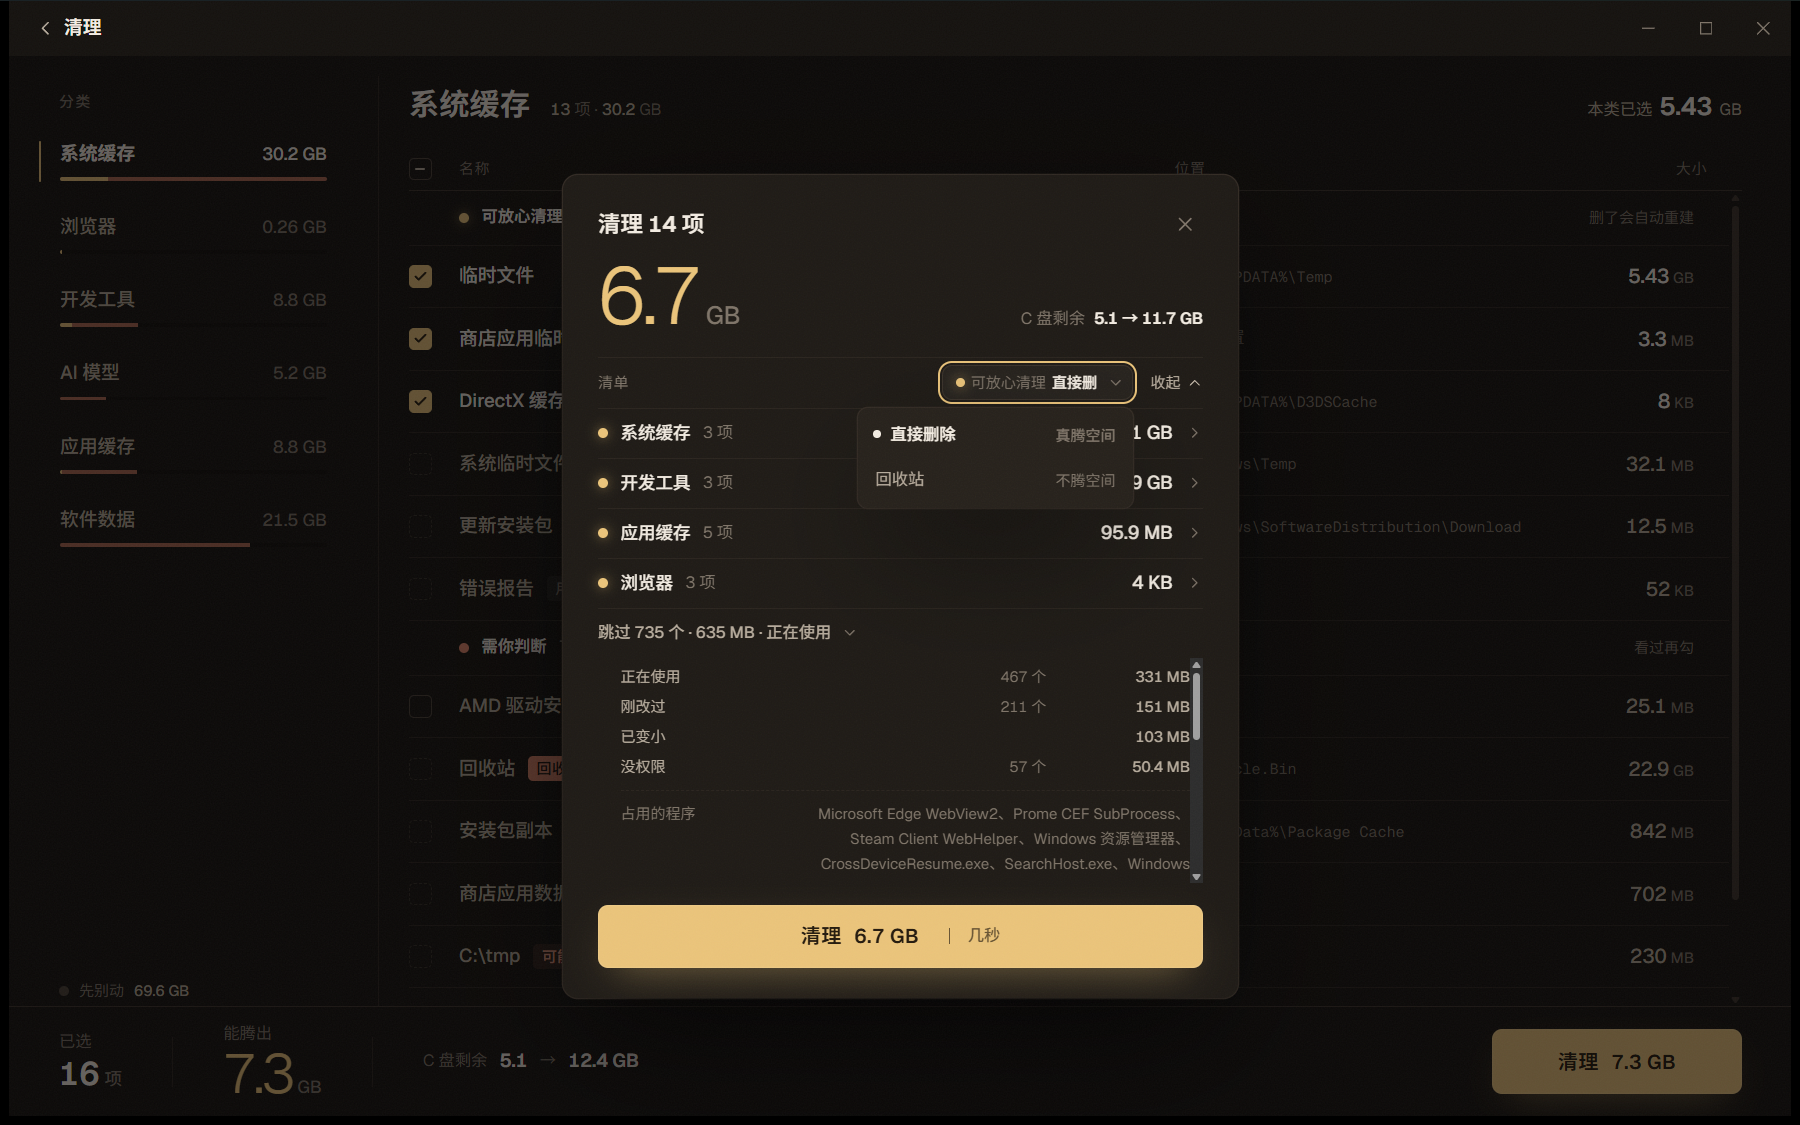 清理
分类
系统缓存 30.2 GB
浏览器 0.26 GB
开发工具 8.8 GB
AI 模型 5.2 GB
应用缓存 8.8 GB
软件数据 21.5 GB
先别动 69.6 GB
系统缓存 13 项 · 30.2 GB
本类已选 5.43 GB
名称 位置 大小
可放心清理 删了会自动重建
临时文件 PDATA%\Temp 5.43 GB
商店应用临时 3.3 MB
DirectX 缓存 PDATA%\D3DSCache 8 KB
系统临时文件 ws\Temp 32.1 MB
更新安装包 ws\SoftwareDistribution\Download 12.5 MB
错误报告 52 KB
需你判断 看过再勾
AMD 驱动安 25.1 MB
回收站 回收 cle.Bin 22.9 GB
安装包副本 Data%\Package Cache 842 MB
商店应用数据 702 MB
C:\tmp 可能 230 MB
清理 14 项
6.7 GB
C 盘剩余 5.1 → 11.7 GB
清单 可放心清理 直接删 收起
系统缓存 3 项 1 GB
直接删除 真腾空间
回收站 不腾空间
开发工具 3 项 9 GB
应用缓存 5 项 95.9 MB
浏览器 3 项 4 KB
跳过 735 个 · 635 MB · 正在使用
正在使用 467 个 331 MB
刚改过 211 个 151 MB
已变小 103 MB
没权限 57 个 50.4 MB
占用的程序 Microsoft Edge WebView2、Prome CEF SubProcess、
Steam Client WebHelper、Windows 资源管理器、
CrossDeviceResume.exe、SearchHost.exe、Windows
清理 6.7 GB | 几秒
已选
16 项
能腾出
7.3 GB
C 盘剩余 5.1 → 12.4 GB
清理 7.3 GB